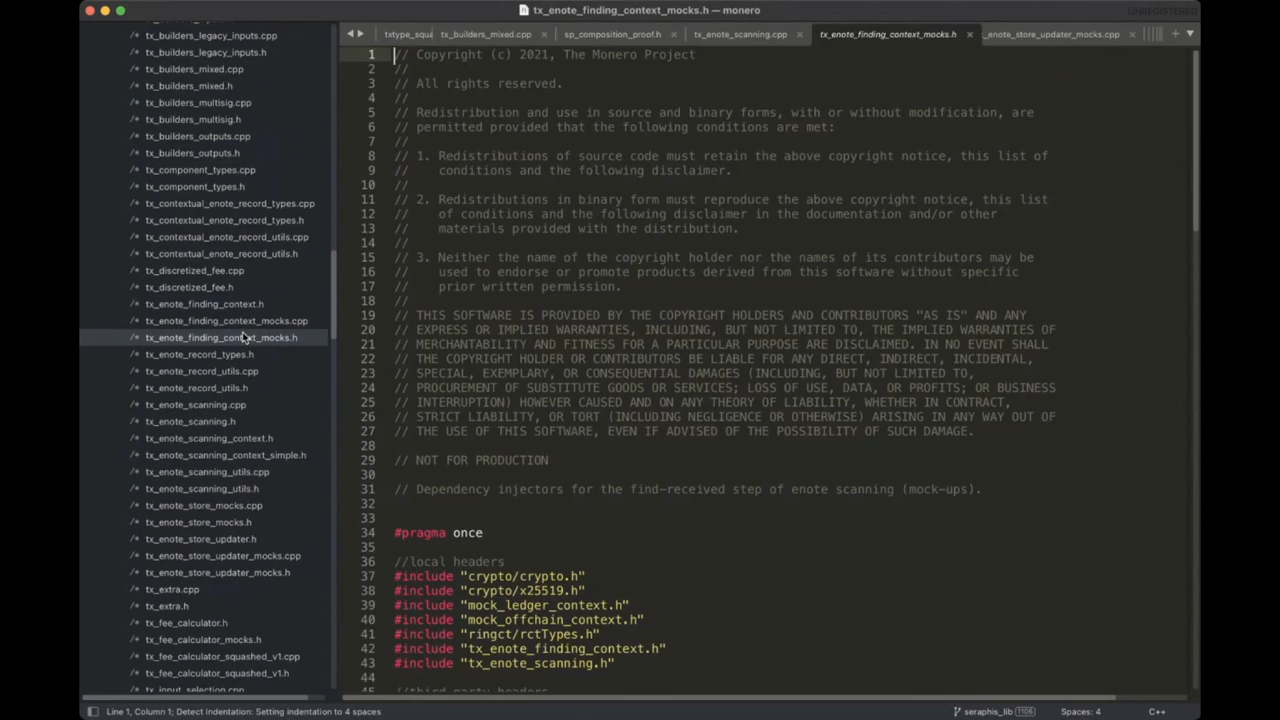 tx_enote_finding_context_mocks.h — monero
UNREGISTERED
txtype_squa
tx_builders_mixed.cpp
sp_composition_proof.h
tx_enote_scanning.cpp
tx_enote_finding_context_mocks.h
_enote_store_updater_mocks.cpp
/* tx_builders_legacy_inputs.cpp
/* tx_builders_legacy_inputs.h
/* tx_builders_mixed.cpp
/* tx_builders_mixed.h
/* tx_builders_multisig.cpp
/* tx_builders_multisig.h
/* tx_builders_outputs.cpp
/* tx_builders_outputs.h
/* tx_component_types.cpp
/* tx_component_types.h
/* tx_contextual_enote_record_types.cpp
/* tx_contextual_enote_record_types.h
/* tx_contextual_enote_record_utils.cpp
/* tx_contextual_enote_record_utils.h
/* tx_discretized_fee.cpp
/* tx_discretized_fee.h
/* tx_enote_finding_context.h
/* tx_enote_finding_context_mocks.cpp
/* tx_enote_finding_context_mocks.h
/* tx_enote_record_types.h
/* tx_enote_record_utils.cpp
/* tx_enote_record_utils.h
/* tx_enote_scanning.cpp
/* tx_enote_scanning.h
/* tx_enote_scanning_context.h
/* tx_enote_scanning_context_simple.h
/* tx_enote_scanning_utils.cpp
/* tx_enote_scanning_utils.h
/* tx_enote_store_mocks.cpp
/* tx_enote_store_mocks.h
/* tx_enote_store_updater.h
/* tx_enote_store_updater_mocks.cpp
/* tx_enote_store_updater_mocks.h
/* tx_extra.cpp
/* tx_extra.h
/* tx_fee_calculator.h
/* tx_fee_calculator_mocks.h
/* tx_fee_calculator_squashed_v1.cpp
/* tx_fee_calculator_squashed_v1.h
/* tx_input_selection.cpp
1 // Copyright (c) 2021, The Monero Project
2 //
3 // All rights reserved.
4 //
5 // Redistribution and use in source and binary forms, with or without modification, are
6 // permitted provided that the following conditions are met:
7 //
8 // 1. Redistributions of source code must retain the above copyright notice, this list of
9 // conditions and the following disclaimer.
10 //
11 // 2. Redistributions in binary form must reproduce the above copyright notice, this list
12 // of conditions and the following disclaimer in the documentation and/or other
13 // materials provided with the distribution.
14 //
15 // 3. Neither the name of the copyright holder nor the names of its contributors may be
16 // used to endorse or promote products derived from this software without specific
17 // prior written permission.
18 //
19 // THIS SOFTWARE IS PROVIDED BY THE COPYRIGHT HOLDERS AND CONTRIBUTORS "AS IS" AND ANY
20 // EXPRESS OR IMPLIED WARRANTIES, INCLUDING, BUT NOT LIMITED TO, THE IMPLIED WARRANTIES OF
21 // MERCHANTABILITY AND FITNESS FOR A PARTICULAR PURPOSE ARE DISCLAIMED. IN NO EVENT SHALL
22 // THE COPYRIGHT HOLDER OR CONTRIBUTORS BE LIABLE FOR ANY DIRECT, INDIRECT, INCIDENTAL,
23 // SPECIAL, EXEMPLARY, OR CONSEQUENTIAL DAMAGES (INCLUDING, BUT NOT LIMITED TO,
24 // PROCUREMENT OF SUBSTITUTE GOODS OR SERVICES; LOSS OF USE, DATA, OR PROFITS; OR BUSINESS
25 // INTERRUPTION) HOWEVER CAUSED AND ON ANY THEORY OF LIABILITY, WHETHER IN CONTRACT,
26 // STRICT LIABILITY, OR TORT (INCLUDING NEGLIGENCE OR OTHERWISE) ARISING IN ANY WAY OUT OF
27 // THE USE OF THIS SOFTWARE, EVEN IF ADVISED OF THE POSSIBILITY OF SUCH DAMAGE.
28
29 // NOT FOR PRODUCTION
30
31 // Dependency injectors for the find-received step of enote scanning (mock-ups).
32
33
34 #pragma once
35
36 //local headers
37 #include "crypto/crypto.h"
38 #include "crypto/x25519.h"
39 #include "mock_ledger_context.h"
40 #include "mock_offchain_context.h"
41 #include "ringct/rctTypes.h"
42 #include "tx_enote_finding_context.h"
43 #include "tx_enote_scanning.h"
44
45 //third party headers
Line 1, Column 1; Detect Indentation: Setting indentation to 4 spaces
seraphis_lib 1106
Spaces: 4
C++